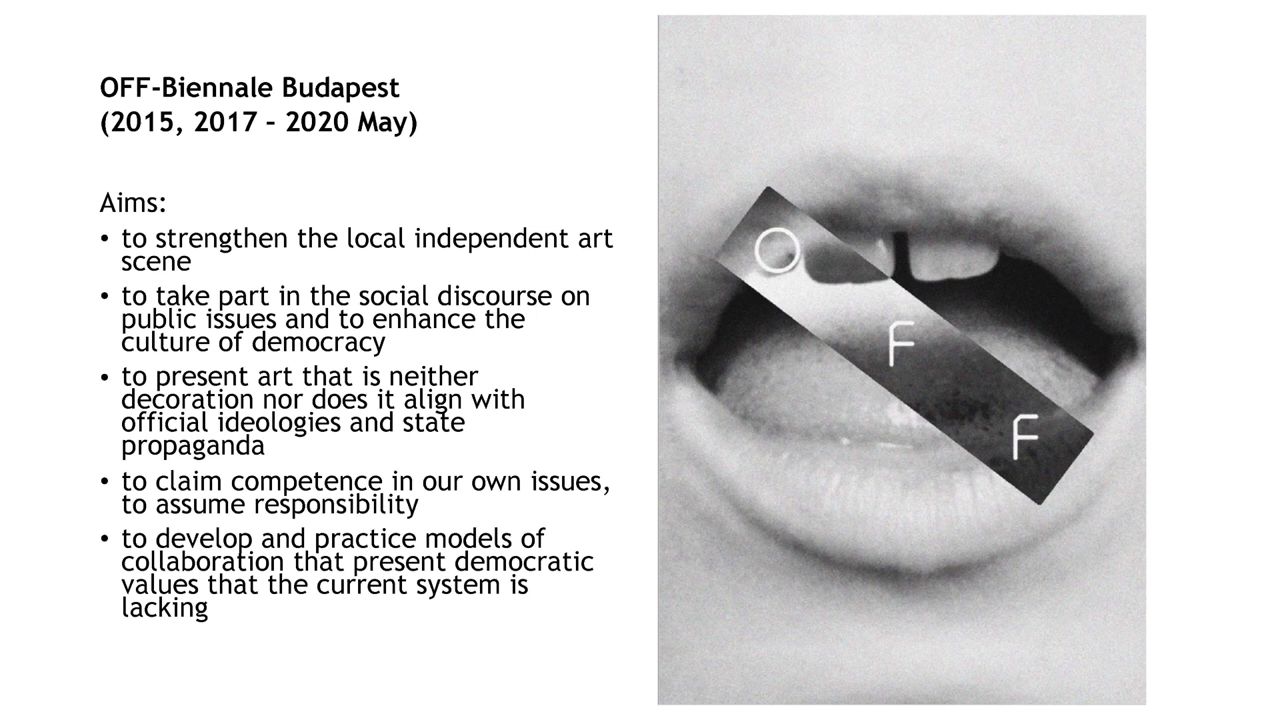 OFF-Biennale Budapest
(2015, 2017 – 2020 May)
Aims:
• to strengthen the local independent art
scene
• to take part in the social discourse on
public issues and to enhance the
culture of democracy
• to present art that is neither
decoration nor does it align with
official ideologies and state
propaganda
• to claim competence in our own issues,
to assume responsibility
• to develop and practice models of
collaboration that present democratic
values that the current system is
lacking
O
F
F